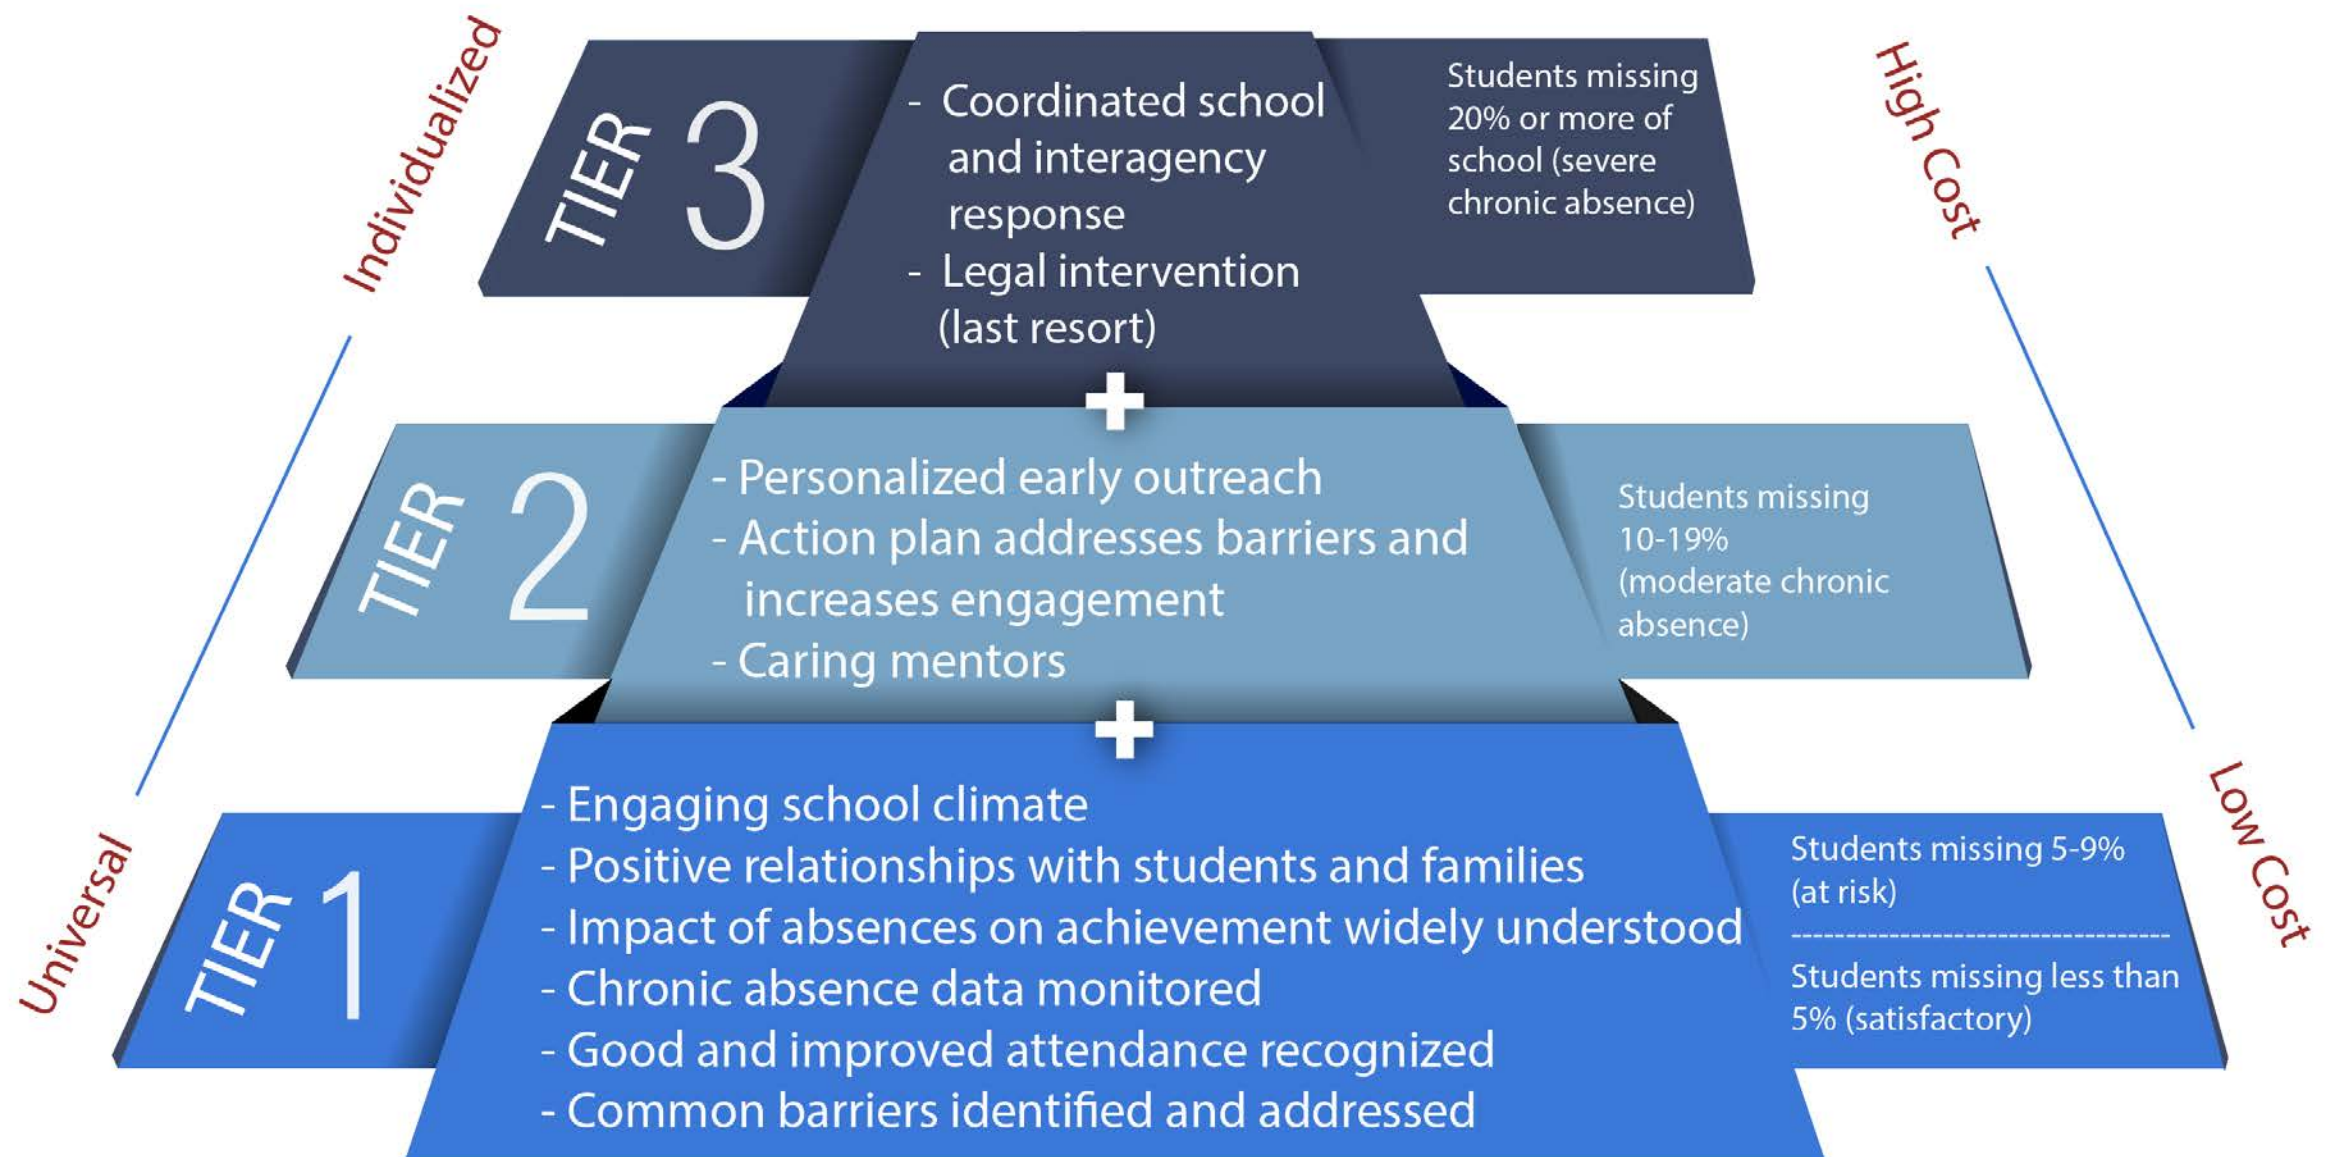 Individualized
TIER 3
- Coordinated school
and interagency
response
- Legal intervention
(last resort)
Students missing
20% or more of
school (severe
chronic absence)
High Cost
TIER 2
- Personalized early outreach
- Action plan addresses barriers and
increases engagement
- Caring mentors
Students missing
10-19%
(moderate chronic
absence)
Universal
TIER 1
- Engaging school climate
- Positive relationships with students and families
- Impact of absences on achievement widely understood
- Chronic absence data monitored
- Good and improved attendance recognized
- Common barriers identified and addressed
Students missing 5-9%
(at risk)
-----------------------------------
Students missing less than
5% (satisfactory)
Low Cost